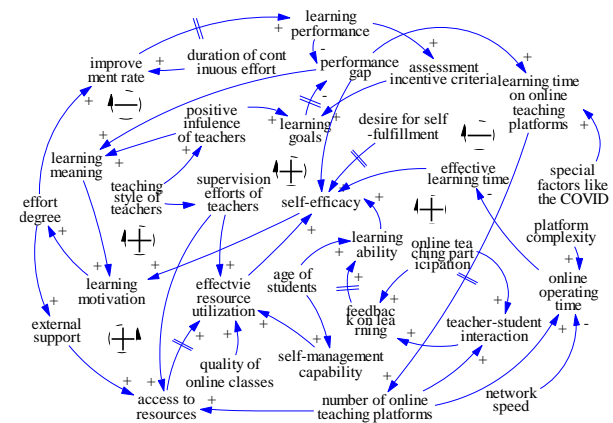 learning
performance
improve
ment rate
duration of cont
inuous effort
performance
gap
assessment
incentive criteria
learning time
on online
teaching
platforms
positive
infulence
of teachers
learning
goals
desire for self
-fulfillment
learning
meaning
teaching
style of
teachers
supervision
efforts of
teachers
self-efficacy
effective
learning time
special
factors like
the COVID
effort
degree
platform
complexity
learning
ability
online tea
ching part
icipation
learning
motivation
effectvie
resource
utilization
age of
students
online
operating
time
external
support
feedbac
k on lea
rning
teacher-student
interaction
quality of
online classes
self-management
capability
access to
resources
number of online
teaching platforms
network
speed